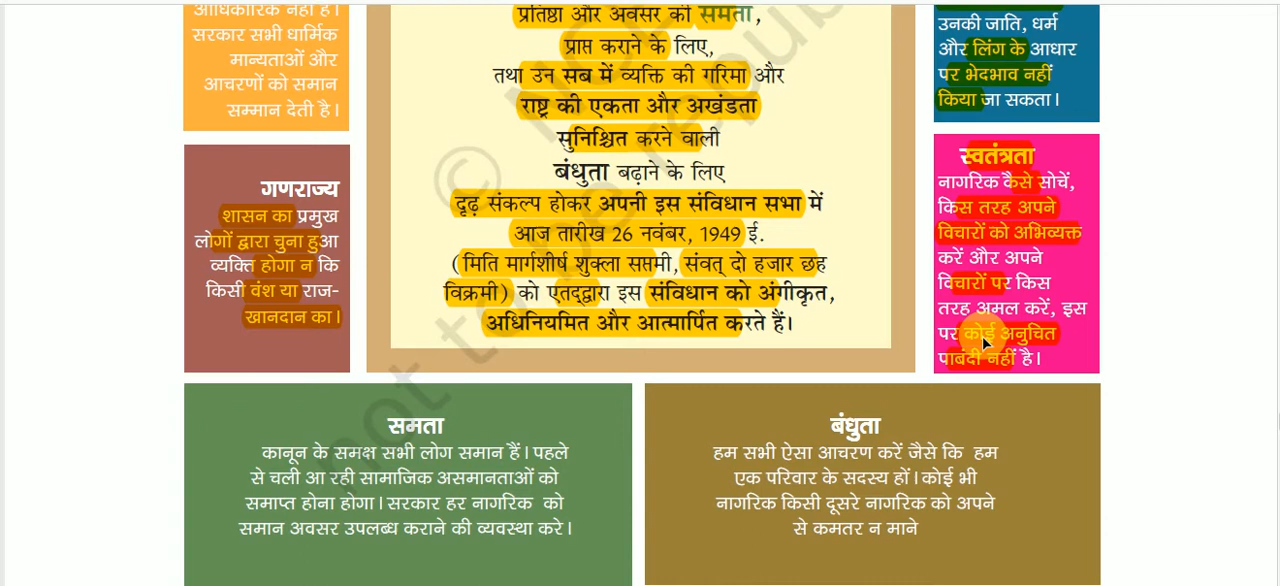 आधिकारिक नहीं है।
सरकार सभी धार्मिक
मान्यताओं और
आचरणों को समान
सम्मान देती है।
गणराज्य
शासन का प्रमुख
लोगों द्वारा चुना हुआ
व्यक्ति होगा न कि
किसी वंश या राज-
खानदान का।
प्रतिष्ठा और अवसर की समता,
प्राप्त कराने के लिए,
तथा उन सब में व्यक्ति की गरिमा और
राष्ट्र की एकता और अखंडता
सुनिश्चित करने वाली
बंधुता बढ़ाने के लिए
दृढ़ संकल्प होकर अपनी इस संविधान सभा में
आज तारीख 26 नवंबर, 1949 ई.
(मिति मार्गशीर्ष शुक्ला सप्तमी, संवत् दो हजार छह
विक्रमी) को एतद्द्वारा इस संविधान को अंगीकृत,
अधिनियमित और आत्मार्पित करते हैं।
उनकी जाति, धर्म
और लिंग के आधार
पर भेदभाव नहीं
किया जा सकता।
स्वतंत्रता
नागरिक कैसे सोचें,
किस तरह अपने
विचारों को अभिव्यक्त
करें और अपने
विचारों पर किस
तरह अमल करें, इस
पर कोई अनुचित
पाबंदी नहीं है।
समता
कानून के समक्ष सभी लोग समान हैं। पहले
से चली आ रही सामाजिक असमानताओं को
समाप्त होना होगा। सरकार हर नागरिक को
समान अवसर उपलब्ध कराने की व्यवस्था करे।
बंधुता
हम सभी ऐसा आचरण करें जैसे कि हम
एक परिवार के सदस्य हों। कोई भी
नागरिक किसी दूसरे नागरिक को अपने
से कमतर न माने